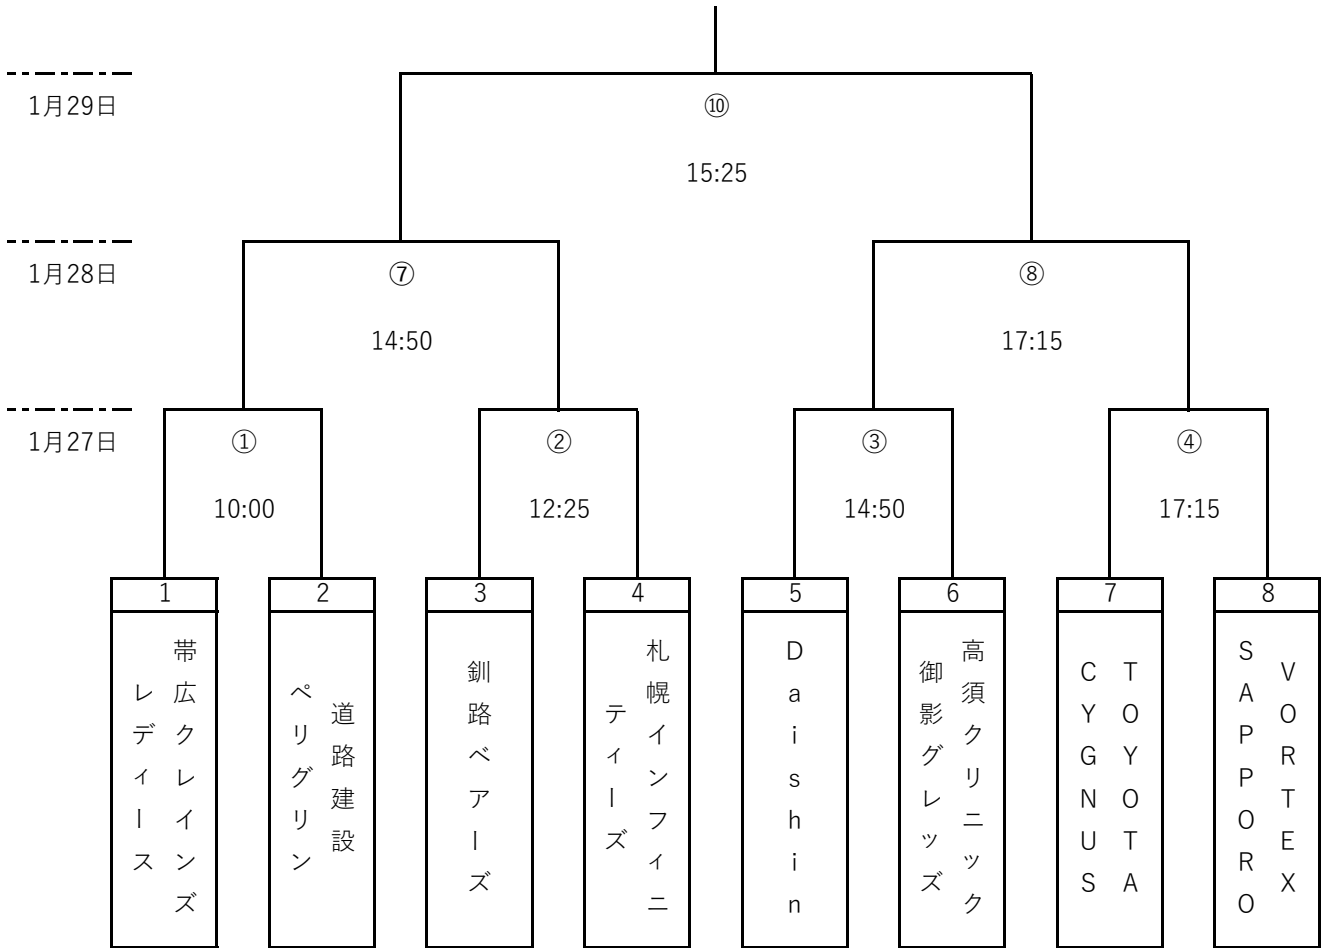 1月29日
⑩
15:25
1月28日
⑦
⑧
14:50
17:15
1月27日
①
②
③
④
10:00
12:25
14:50
17:15
1
2
3
4
5
6
7
8
帯広クレインズ
レディース
道路建設
ペリグリン
釧路ベアーズ
札幌インフィニ
ティーズ
Daishin
高須クリニック
御影グレッズ
TOYOTA
CYGNUS
VORTEX
SAPPORO